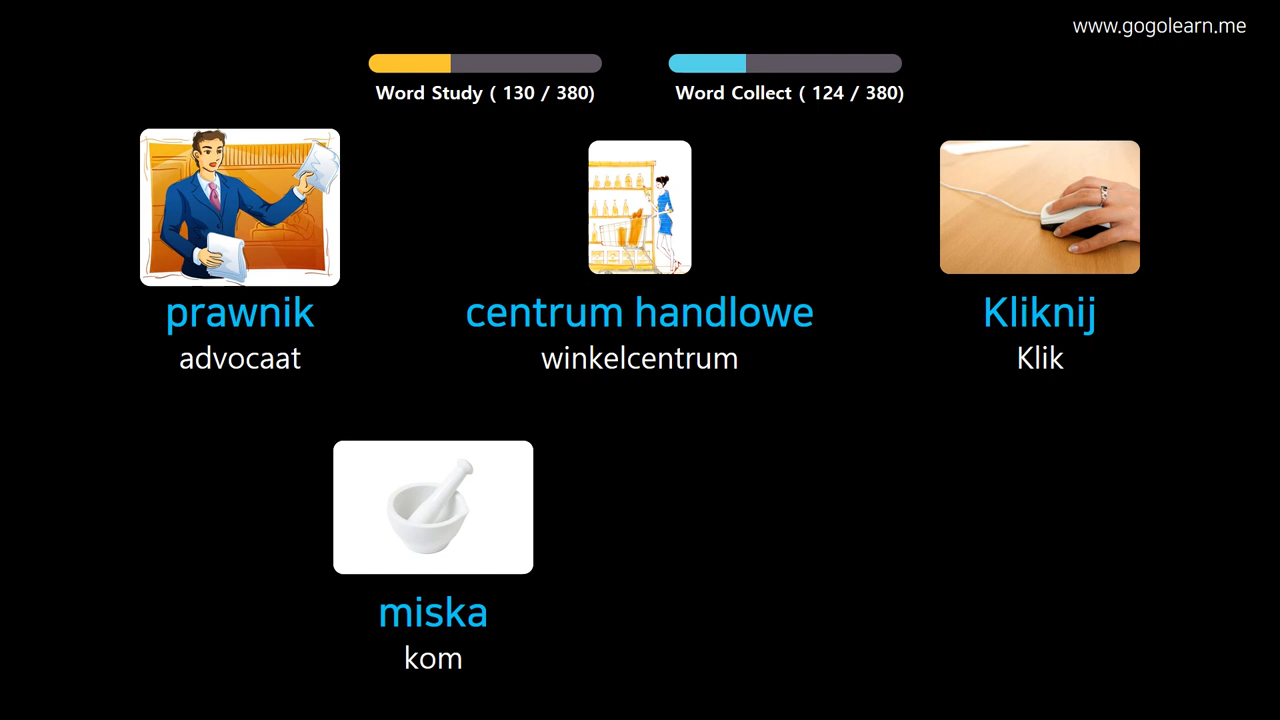 www.gogolearn.me
Word Study ( 130 / 380)
Word Collect ( 124 / 380)
prawnik
advocaat
centrum handlowe
winkelcentrum
Kliknij
Klik
miska
kom